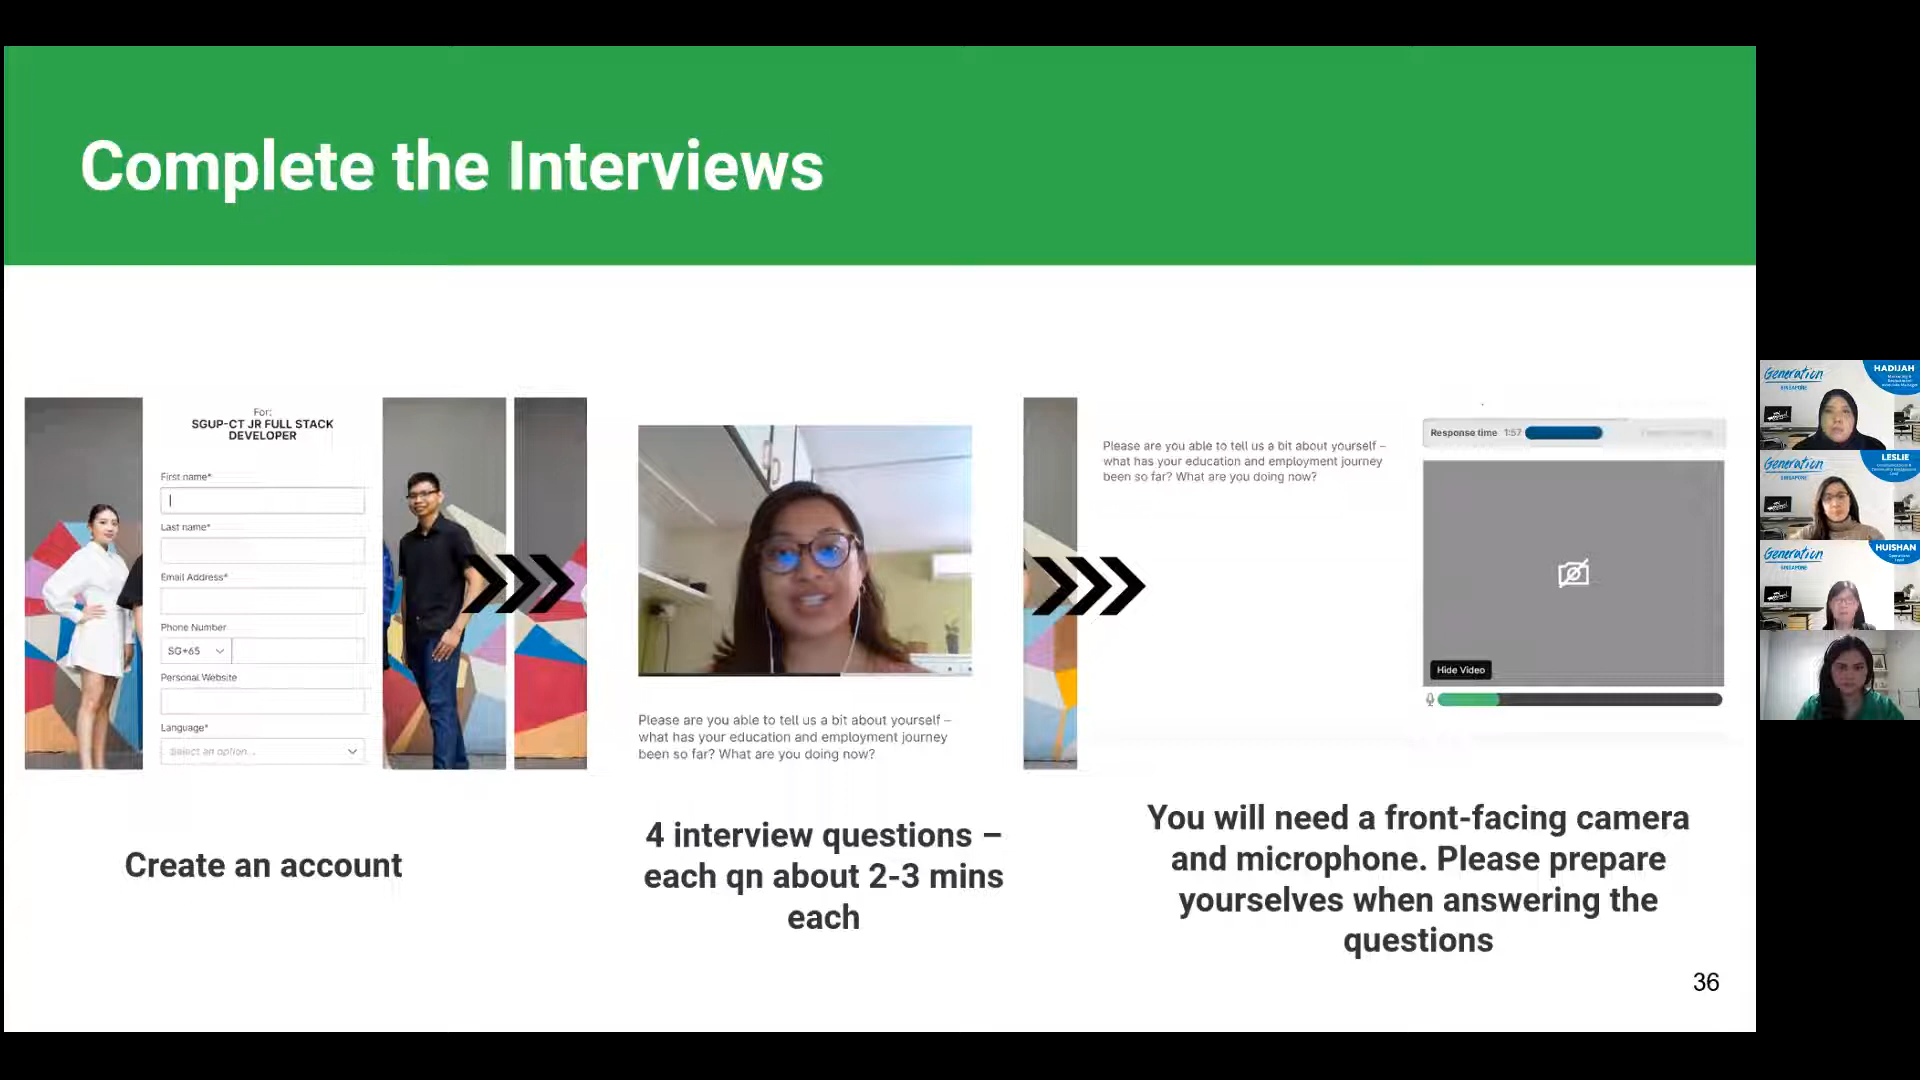 Complete the Interviews
For:
SGUP-CT JR FULL STACK
DEVELOPER
First name*
Last name*
Email Address*
Phone Number
SG+65
Personal Website
Language*
Select an option...
Please are you able to tell us a bit about yourself –
what has your education and employment journey
been so far? What are you doing now?
Please are you able to tell us a bit about yourself –
what has your education and employment journey
been so far? What are you doing now?
Response time 1:57
Hide Video
Create an account
4 interview questions –
each qn about 2-3 mins
each
You will need a front-facing camera
and microphone. Please prepare
yourselves when answering the
questions
36
Generation
SINGAPORE
HADIJAH
Generation
SINGAPORE
LESLIE
Generation
SINGAPORE
HUISHAN